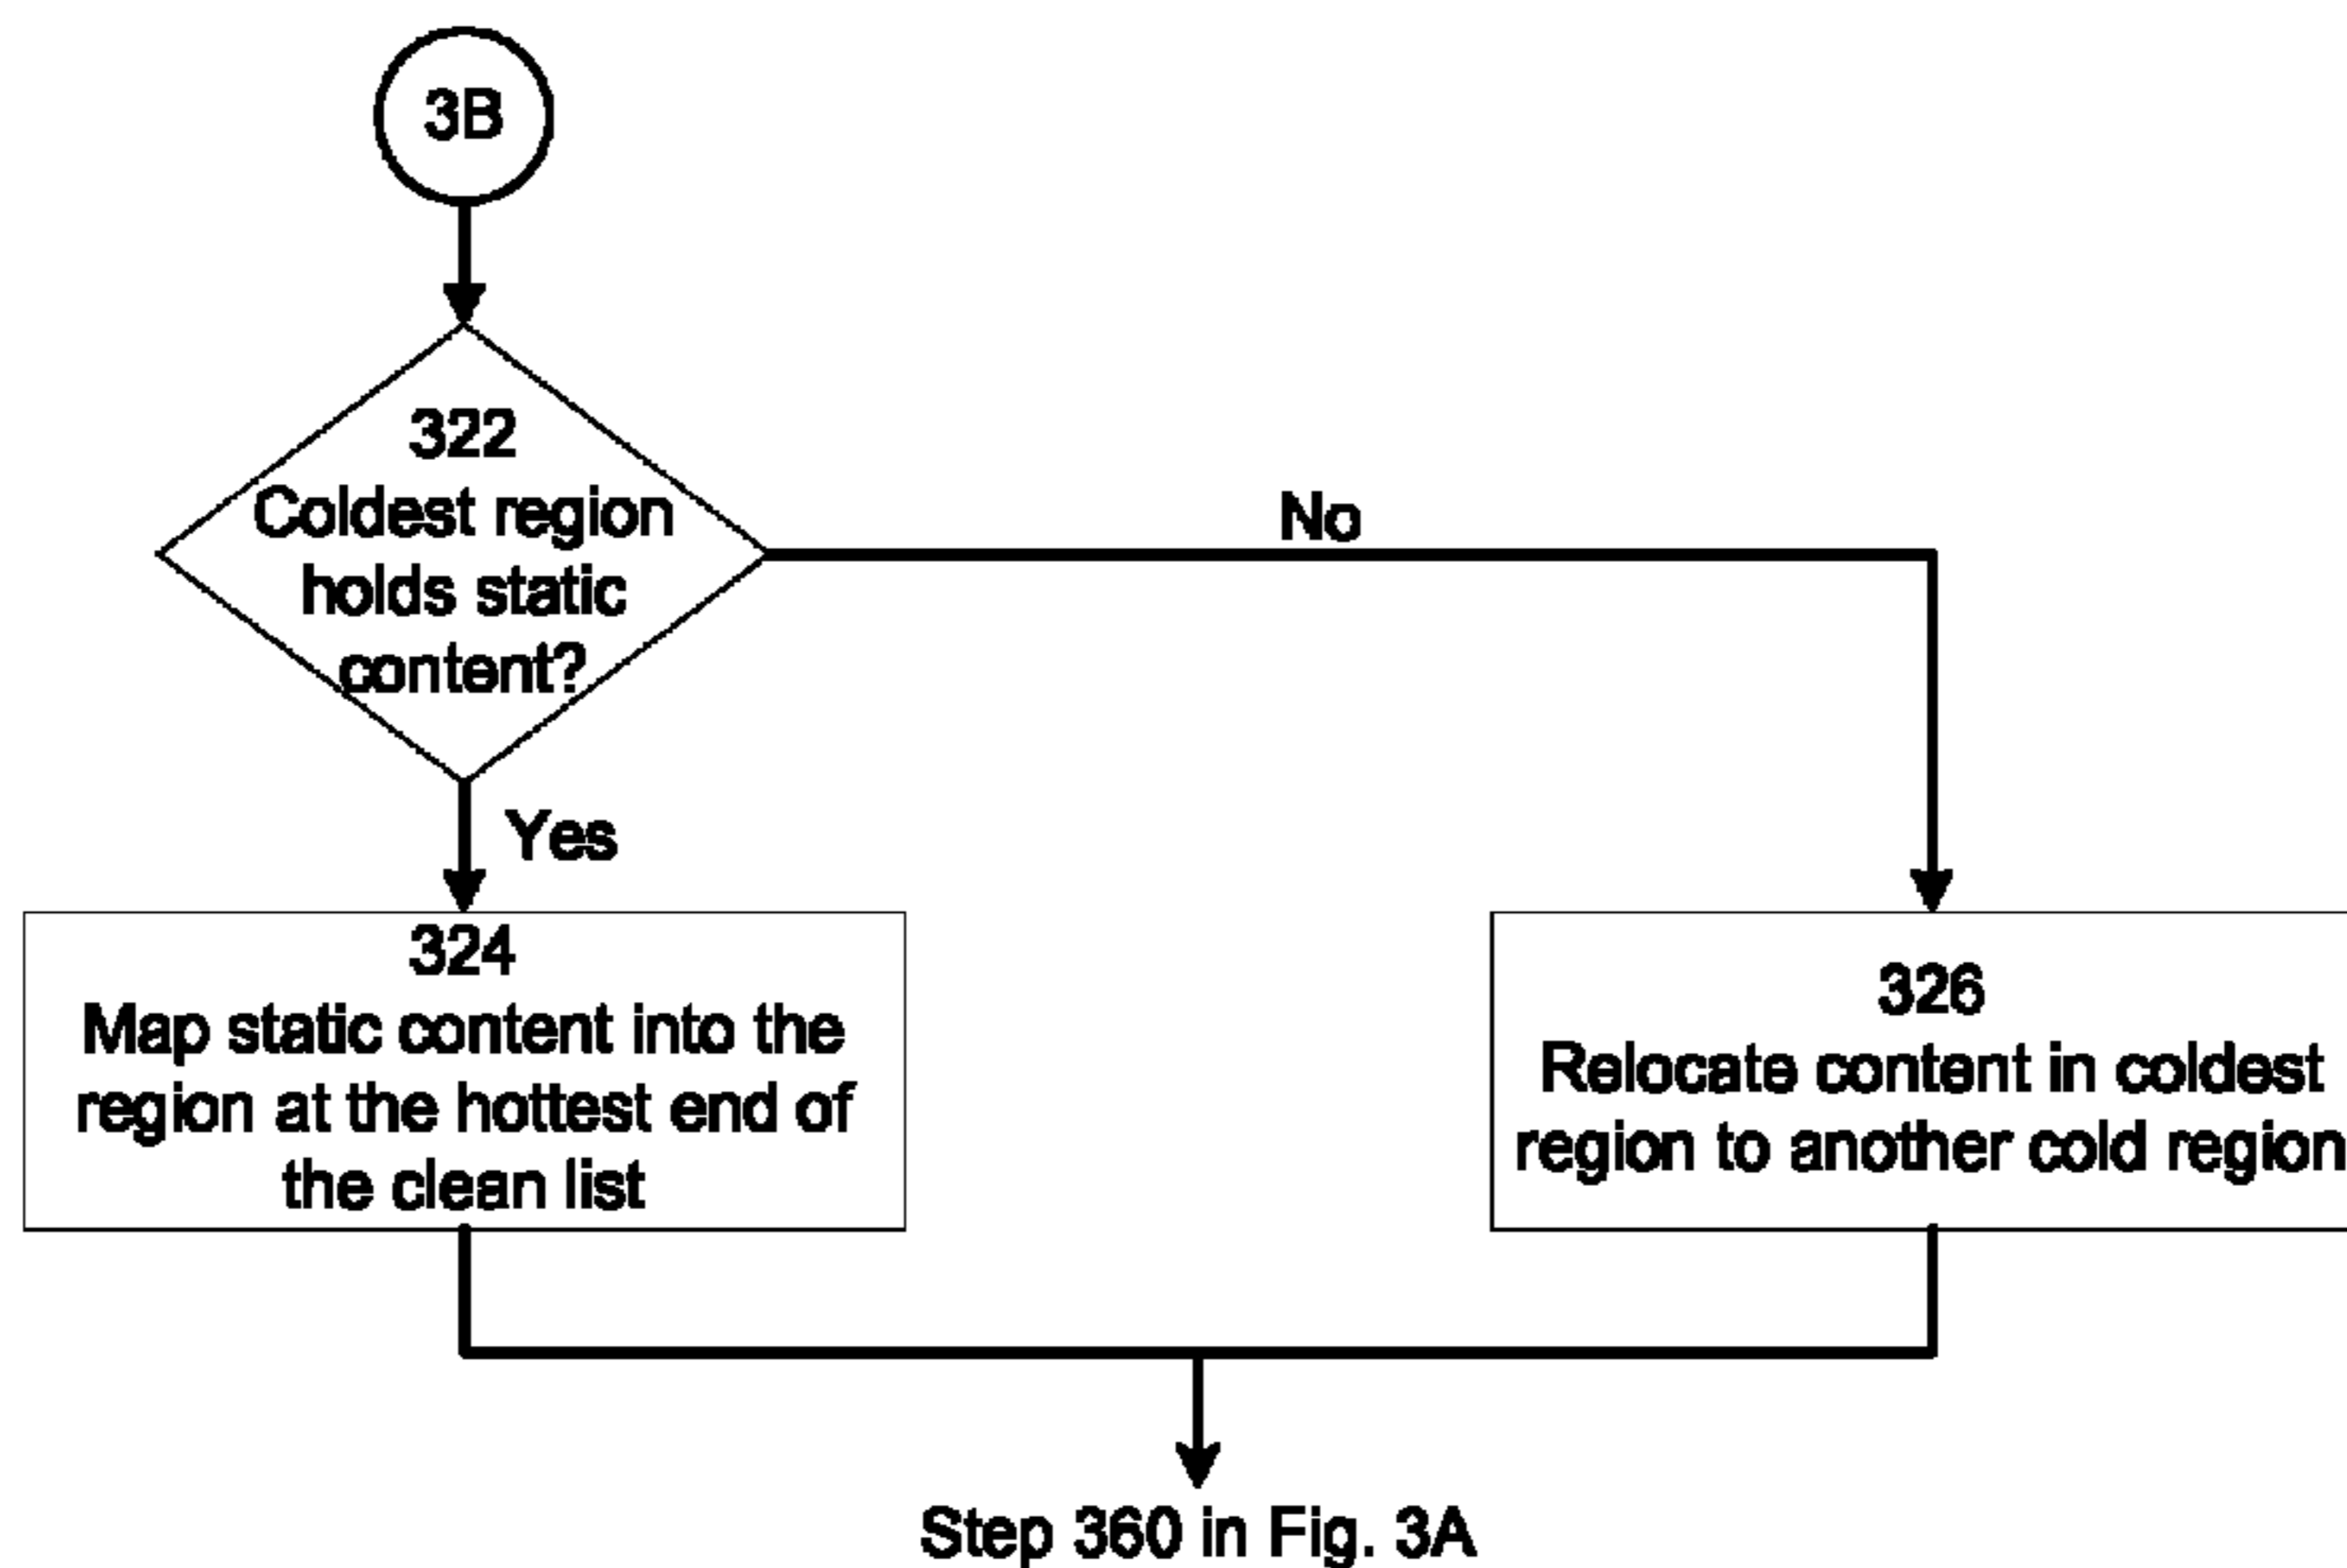 3B
322
Coldest region
holds static
content?
No
Yes
324
Map static content into the
region at the hottest end of
the clean list
326
Relocate content in coldest
region to another cold region
Step 360 in Fig. 3A